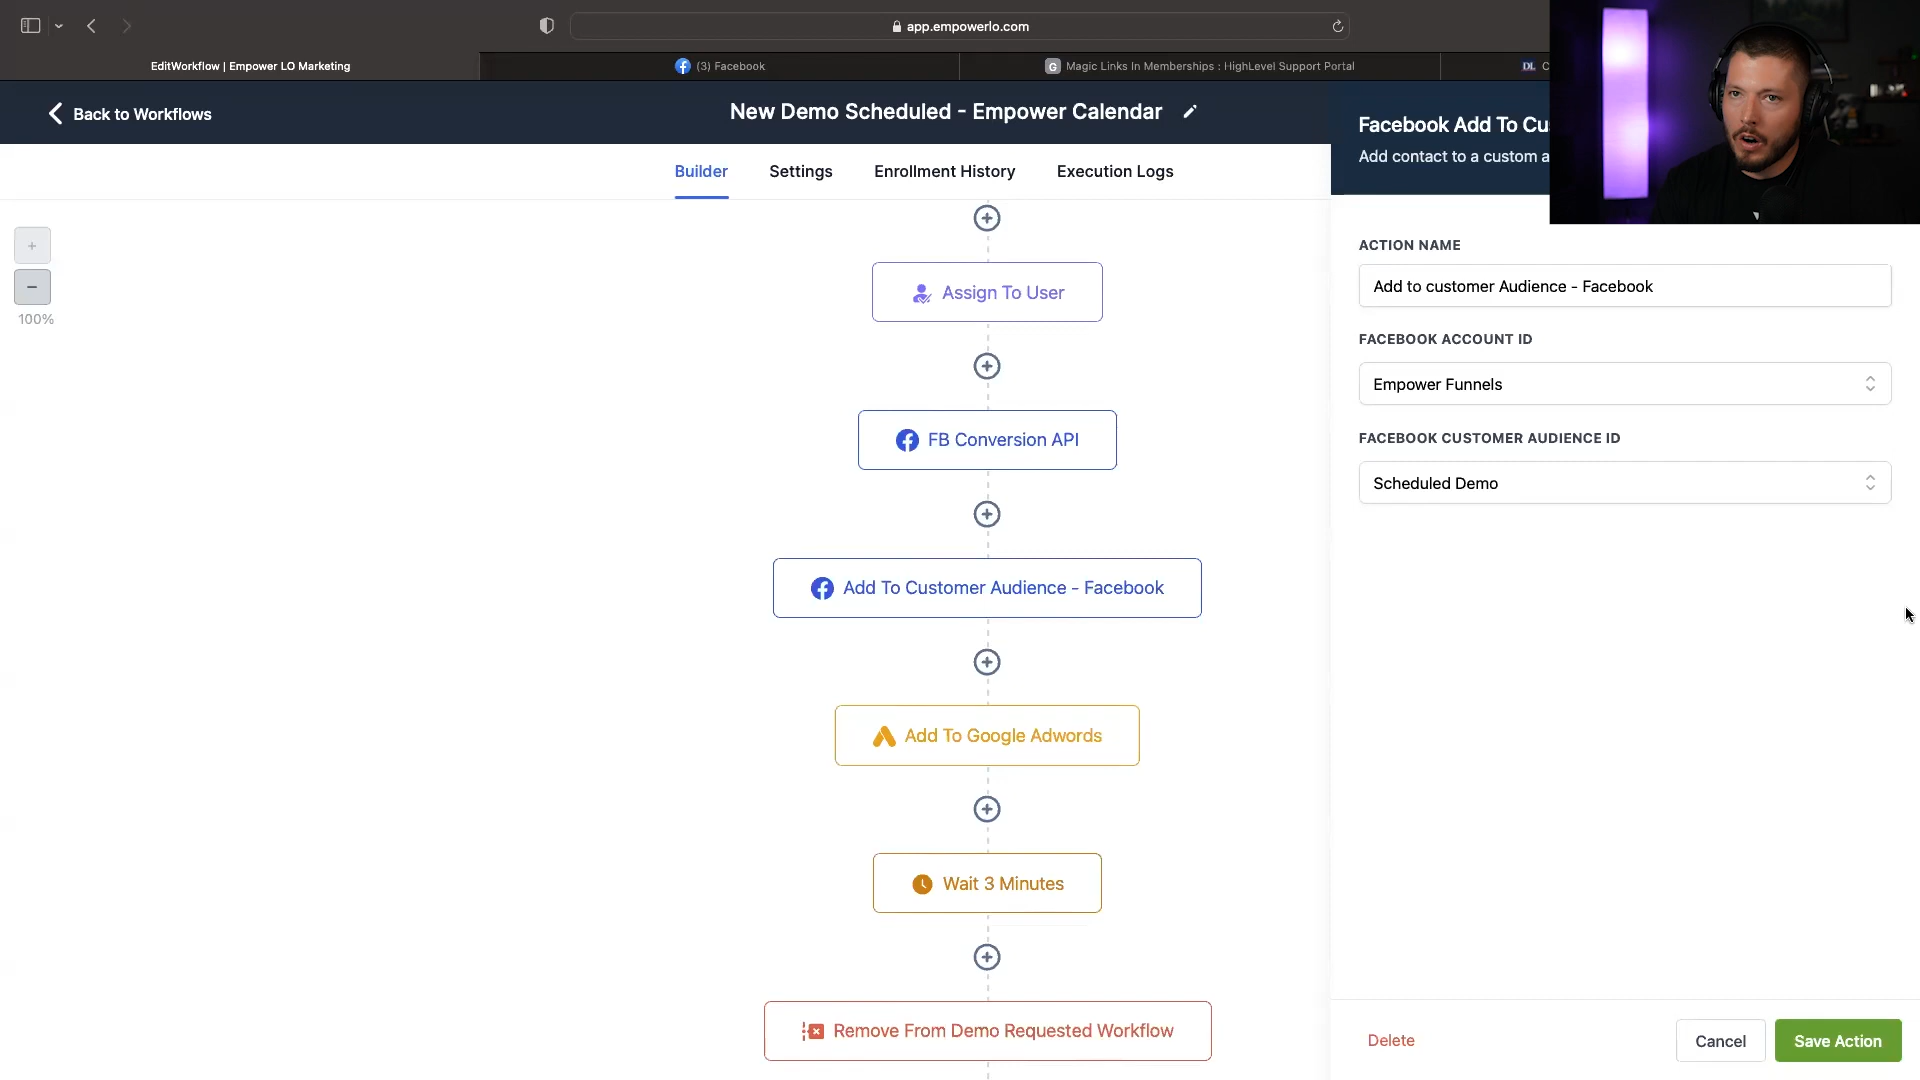 app.empowerlo.com
EditWorkflow | Empower LO Marketing
(3) Facebook
G Magic Links In Memberships : HighLevel Support Portal
DL C
Back to Workflows
New Demo Scheduled - Empower Calendar
Facebook Add To Cu
Add contact to a custom a
Builder
Settings
Enrollment History
Execution Logs
100%
Assign To User
FB Conversion API
Add To Customer Audience - Facebook
Add To Google Adwords
Wait 3 Minutes
Remove From Demo Requested Workflow
ACTION NAME
Add to customer Audience - Facebook
FACEBOOK ACCOUNT ID
Empower Funnels
FACEBOOK CUSTOMER AUDIENCE ID
Scheduled Demo
Delete
Cancel
Save Action